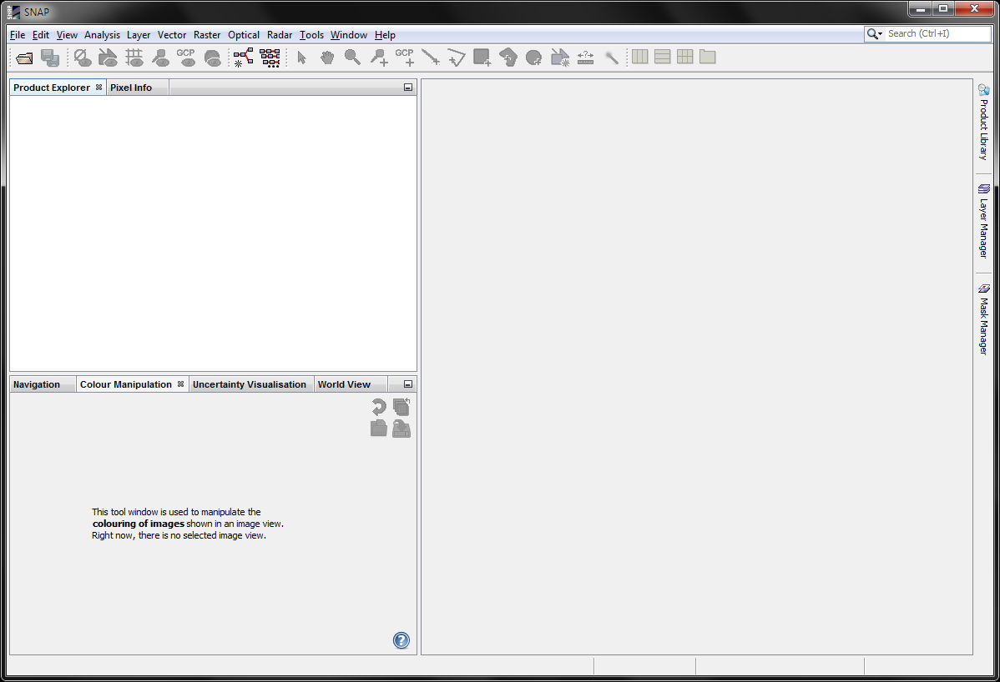 SNAP SNAP
File Edit View Analysis Layer Vector Raster Optical Radar Tools Window Help Search (Ctrl+I)
GCP GCP
Product Explorer Pixel Info
Product Library
Layer Manager
Mask Manager
Navigation Colour Manipulation Uncertainty Visualisation World View
This tool window is used to manipulate the
colouring of images shown in an image view.
Right now, there is no selected image view.
?